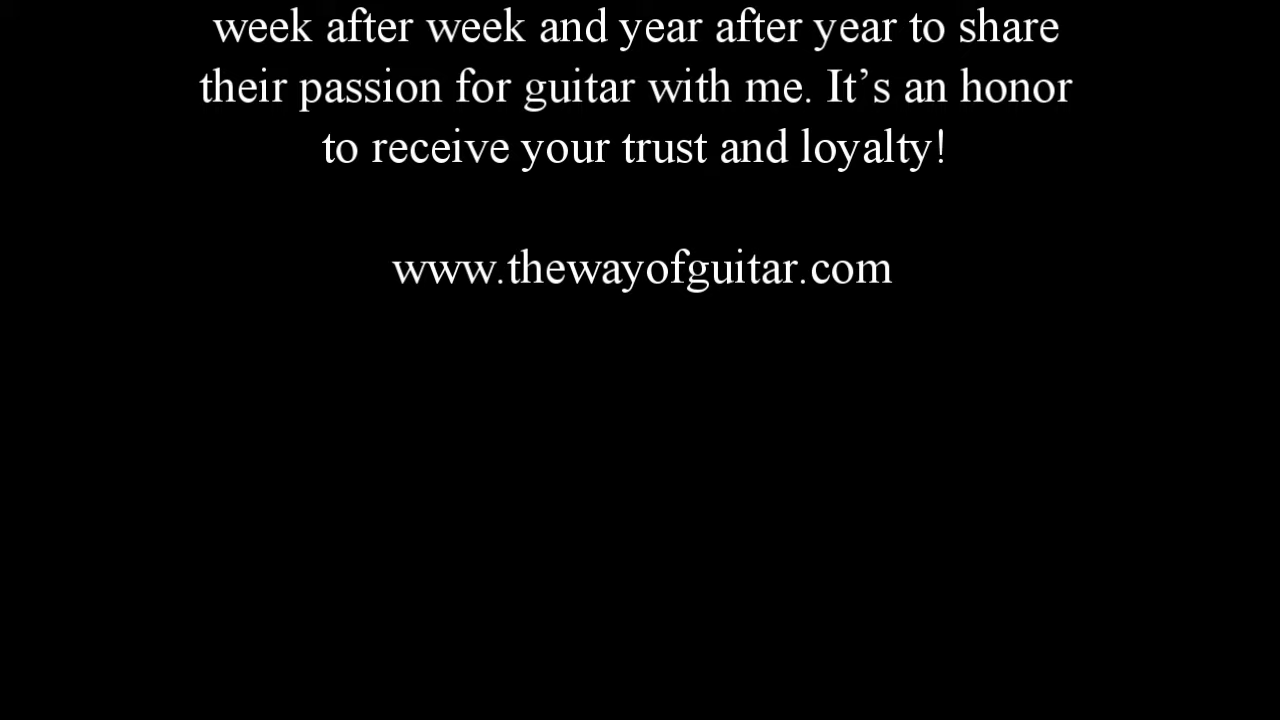 week after week and year after year to share
their passion for guitar with me. It’s an honor
to receive your trust and loyalty!
www.thewayofguitar.com